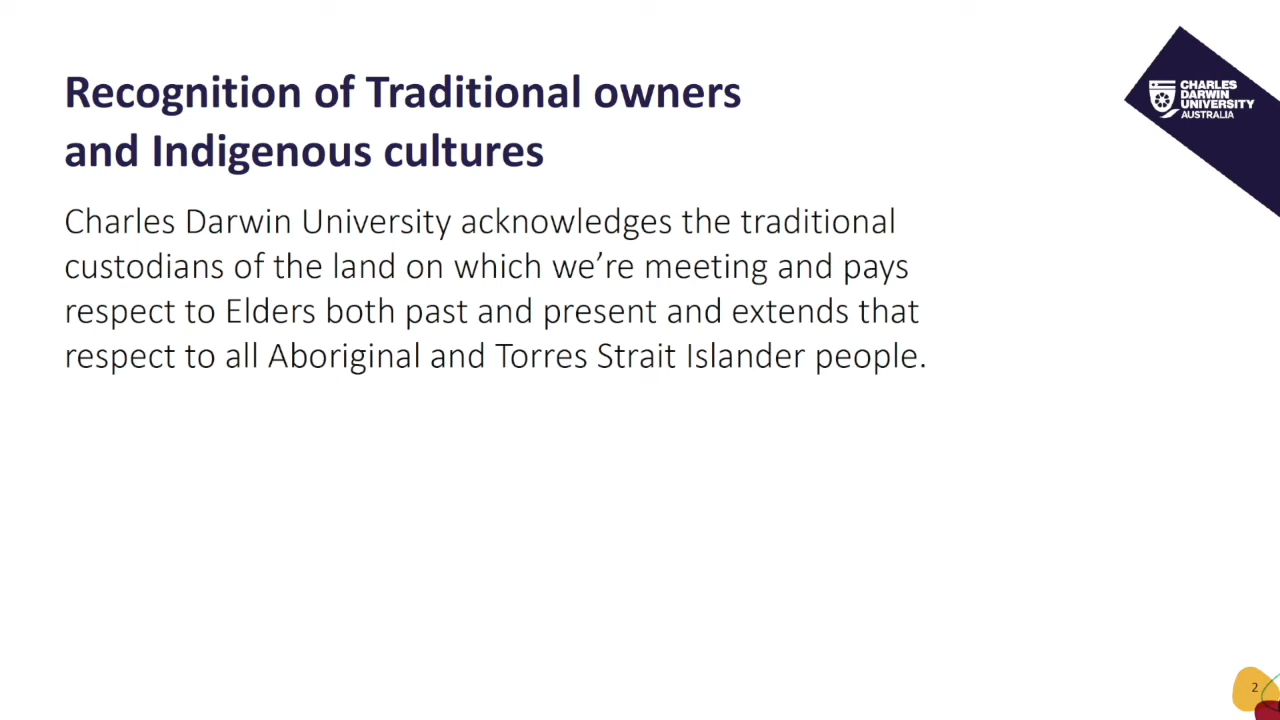 Recognition of Traditional owners
and Indigenous cultures
CHARLES
DARWIN
UNIVERSITY
AUSTRALIA
Charles Darwin University acknowledges the traditional
custodians of the land on which we’re meeting and pays
respect to Elders both past and present and extends that
respect to all Aboriginal and Torres Strait Islander people.
2